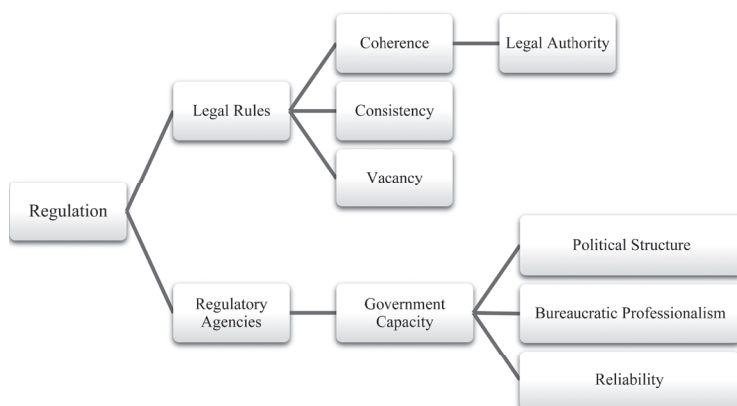 Coherence
Legal Authority
Legal Rules
Consistency
Vacancy
Regulation
Political Structure
Regulatory
Agencies
Government
Capacity
Bureaucratic Professionalism
Reliability